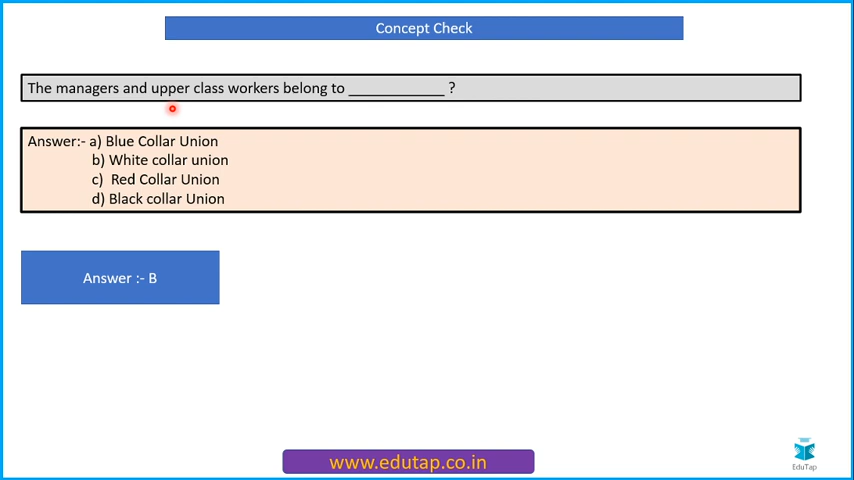 Concept Check
The managers and upper class workers belong to ____________ ?
Answer:- a) Blue Collar Union
b) White collar union
c) Red Collar Union
d) Black collar Union
Answer :- B
www.edutap.co.in
EduTap